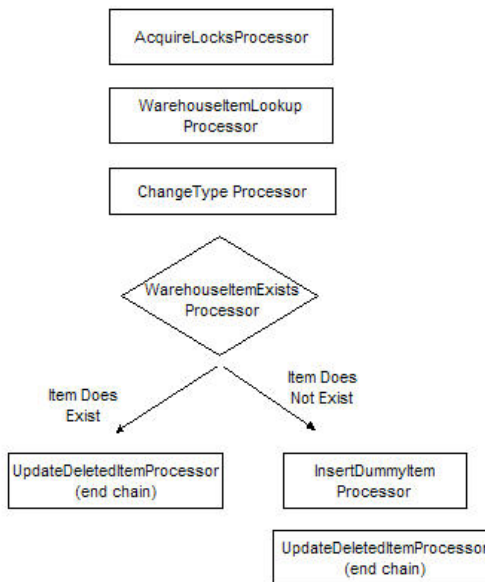 AcquireLocksProcessor
WarehouseItemLookup
Processor
ChangeType Processor
WarehouseItemExists
Processor
Item Does
Exist
Item Does
Not Exist
UpdateDeletedItemProcessor
(end chain)
InsertDummyItem
Processor
UpdateDeletedItemProcessor
(end chain)